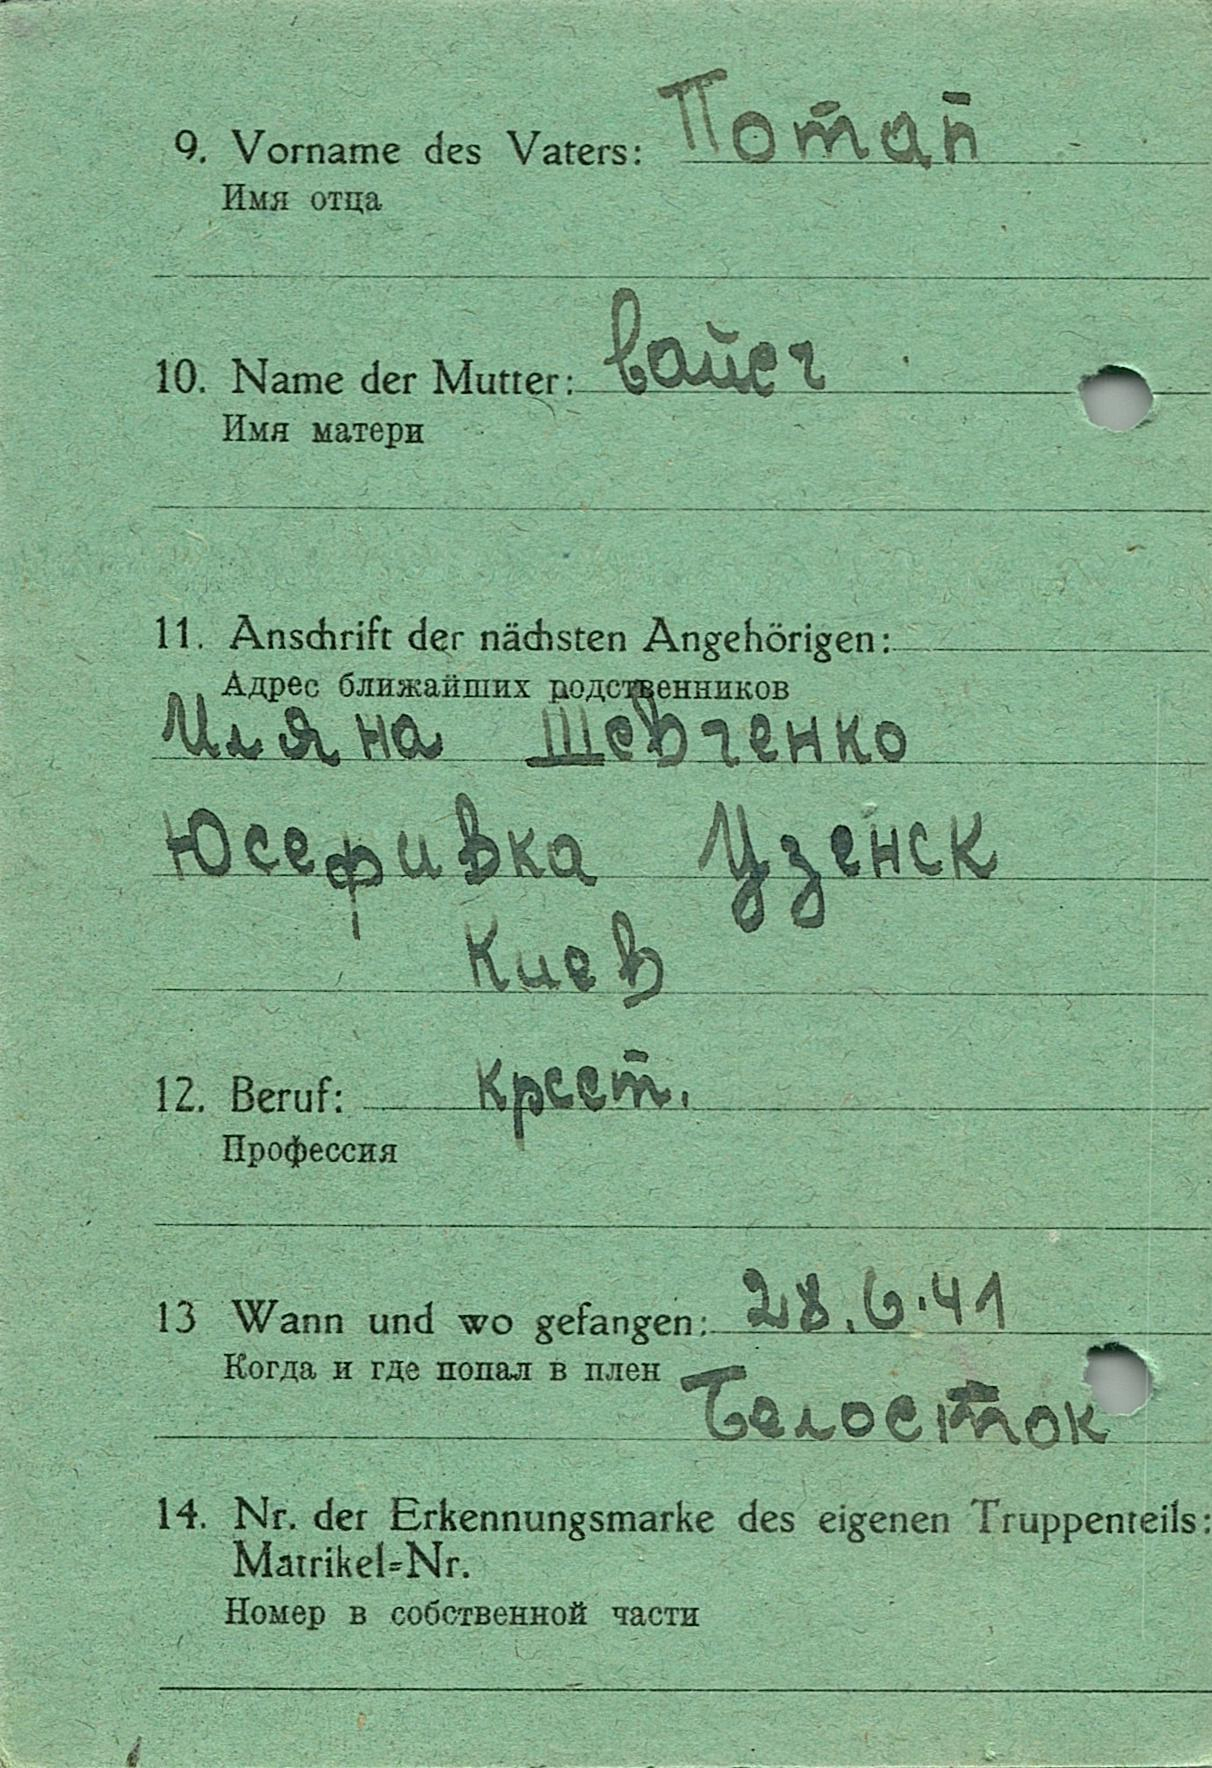 9. Vorname des Vaters: Потап
Имя отца
10. Name der Mutter: вайсч
Имя матери
11. Anschrift der nächsten Angehörigen:
Адрес ближайших родственников
Иляна Шевченко
Юсефивка Узенск
Киев
12. Beruf: крест.
Профессия
13 Wann und wo gefangen: 28.6.41
Когда и где попал в плен
Белосток
14. Nr. der Erkennungsmarke des eigenen Truppenteils:
Matrikel-Nr.
Номер в собственной части